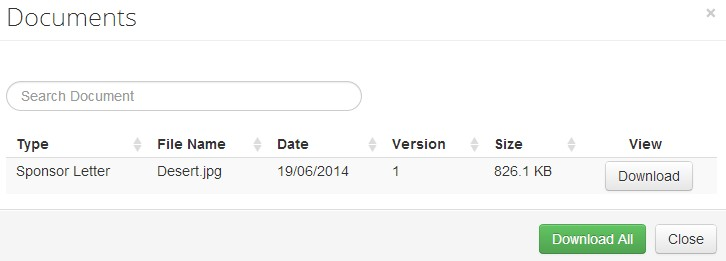 Documents ×
Search Document
Type File Name Date Version Size View
Sponsor Letter Desert.jpg 19/06/2014 1 826.1 KB Download
Download All Close